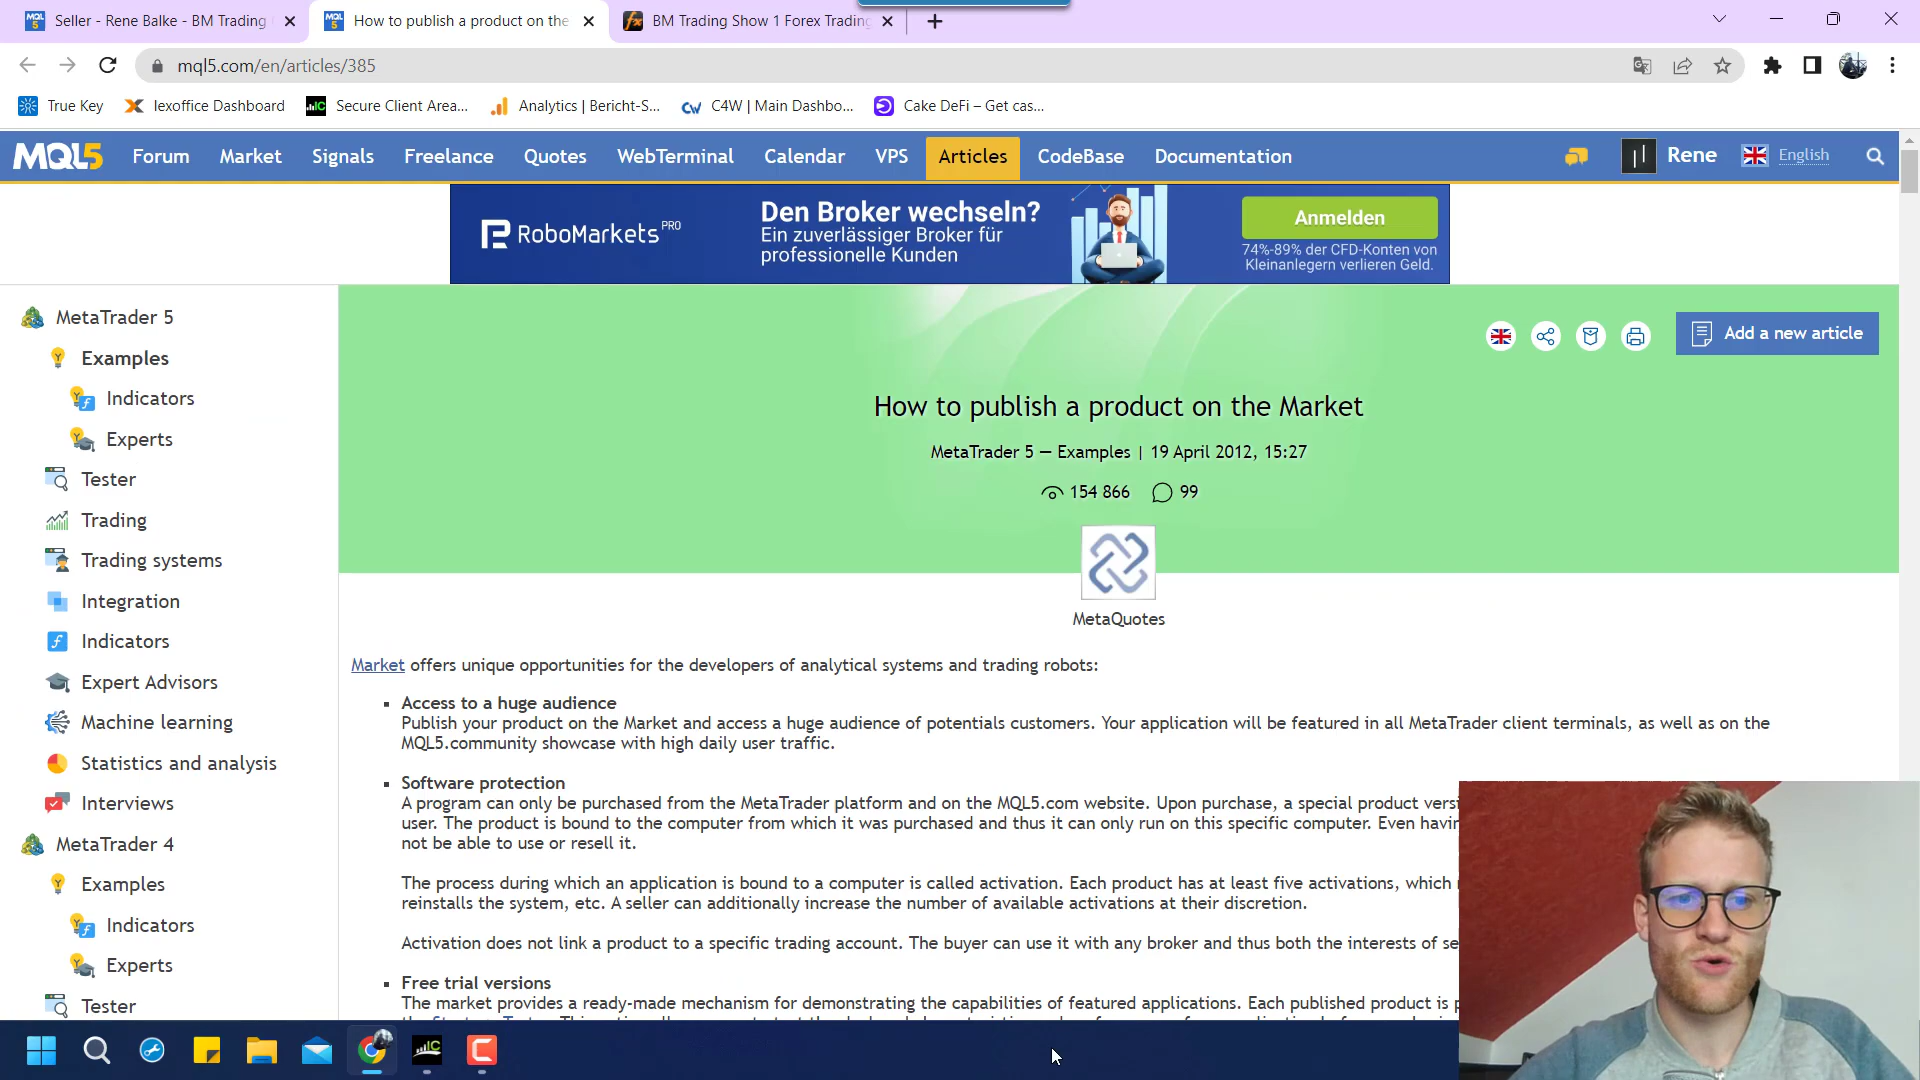 Seller - Rene Balke - BM Trading
How to publish a product on the
BM Trading Show 1 Forex Trading
mql5.com/en/articles/385
True Key
lexoffice Dashboard
Secure Client Area...
Analytics | Bericht-S...
C4W | Main Dashbo...
Cake DeFi – Get cas...
MQL5
Forum
Market
Signals
Freelance
Quotes
WebTerminal
Calendar
VPS
Articles
CodeBase
Documentation
Rene
English
RoboMarkets PRO
Den Broker wechseln?
Ein zuverlässiger Broker für
professionelle Kunden
Anmelden
74%-89% der CFD-Konten von
Kleinanlegern verlieren Geld.
MetaTrader 5
Examples
Indicators
Experts
Tester
Trading
Trading systems
Integration
Indicators
Expert Advisors
Machine learning
Statistics and analysis
Interviews
MetaTrader 4
Examples
Indicators
Experts
Tester
Add a new article
How to publish a product on the Market
MetaTrader 5 — Examples | 19 April 2012, 15:27
154 866
99
MetaQuotes
Market offers unique opportunities for the developers of analytical systems and trading robots:
Access to a huge audience
Publish your product on the Market and access a huge audience of potentials customers. Your application will be featured in all MetaTrader client terminals, as well as on the
MQL5.community showcase with high daily user traffic.
Software protection
A program can only be purchased from the MetaTrader platform and on the MQL5.com website. Upon purchase, a special product versi
user. The product is bound to the computer from which it was purchased and thus it can only run on this specific computer. Even havin
not be able to use or resell it.
The process during which an application is bound to a computer is called activation. Each product has at least five activations, which
reinstalls the system, etc. A seller can additionally increase the number of available activations at their discretion.
Activation does not link a product to a specific trading account. The buyer can use it with any broker and thus both the interests of se
Free trial versions
The market provides a ready-made mechanism for demonstrating the capabilities of featured applications. Each published product is p